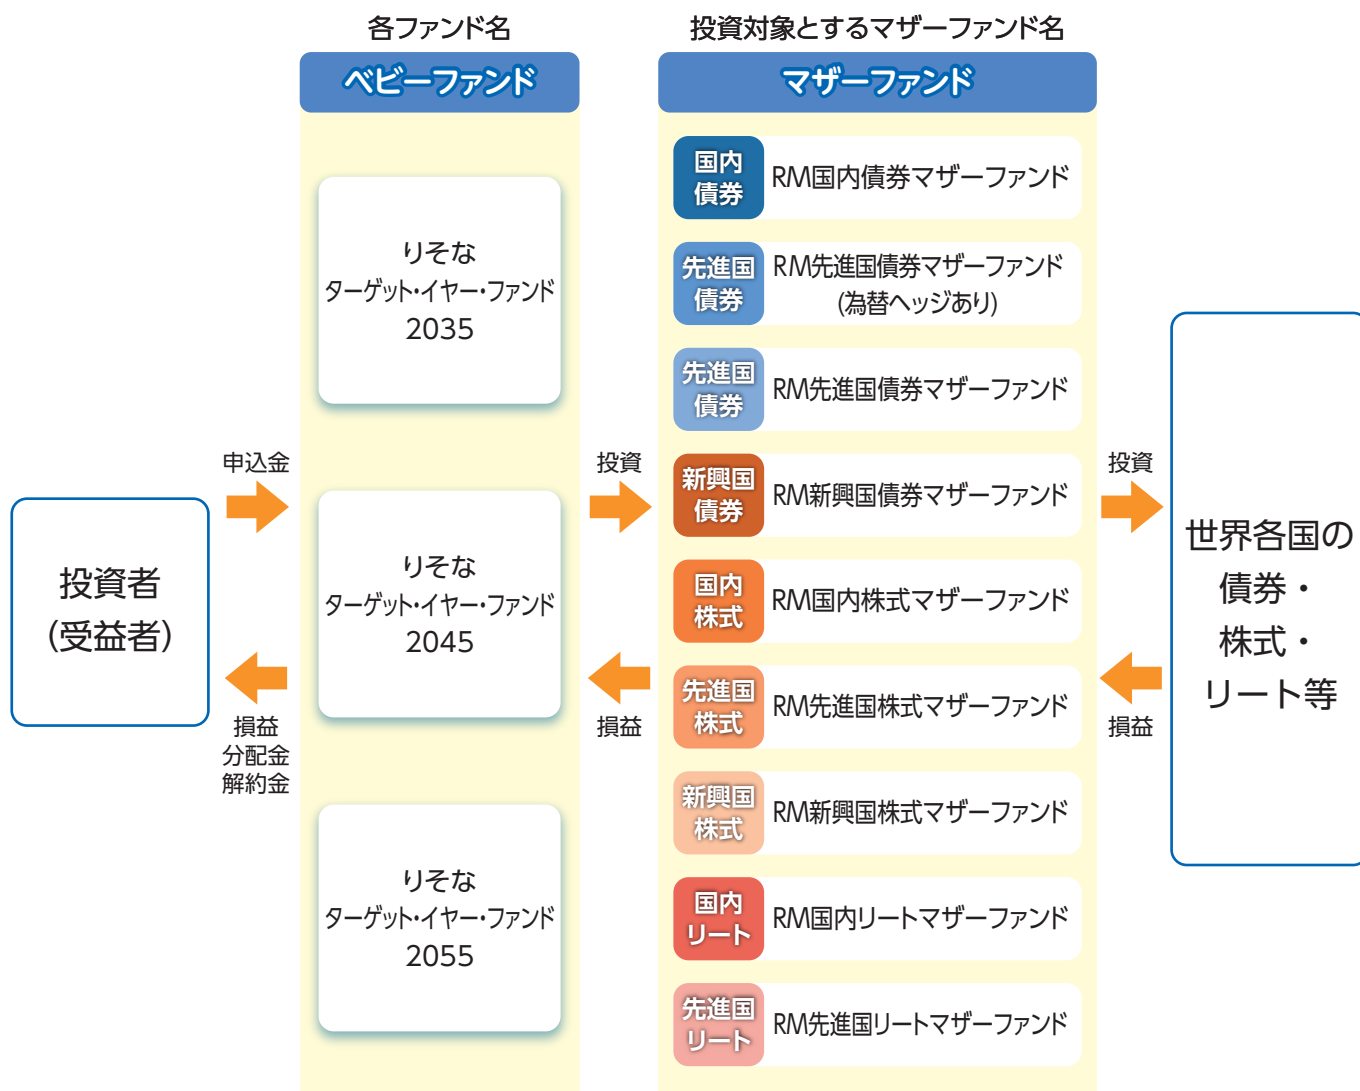 各ファンド名
ベビーファンド
りそな
ターゲット・イヤー・ファンド
2035
りそな
ターゲット・イヤー・ファンド
2045
りそな
ターゲット・イヤー・ファンド
2055
投資対象とするマザーファンド名
マザーファンド
国内
債券
RM国内債券マザーファンド
先進国
債券
RM先進国債券マザーファンド
(為替ヘッジあり)
先進国
債券
RM先進国債券マザーファンド
新興国
債券
RM新興国債券マザーファンド
国内
株式
RM国内株式マザーファンド
先進国
株式
RM先進国株式マザーファンド
新興国
株式
RM新興国株式マザーファンド
国内
リート
RM国内リートマザーファンド
先進国
リート
RM先進国リートマザーファンド
投資者
(受益者)
申込金
損益
分配金
解約金
投資
損益
投資
損益
世界各国の
債券・
株式・
リート等